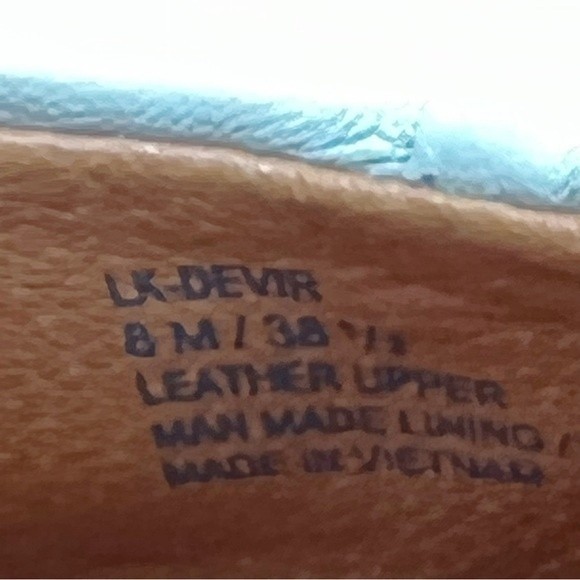 LK-DEVIR
8 M / 38 1/2
LEATHER UPPER
MAN MADE LINING /
MADE IN VIETNAM